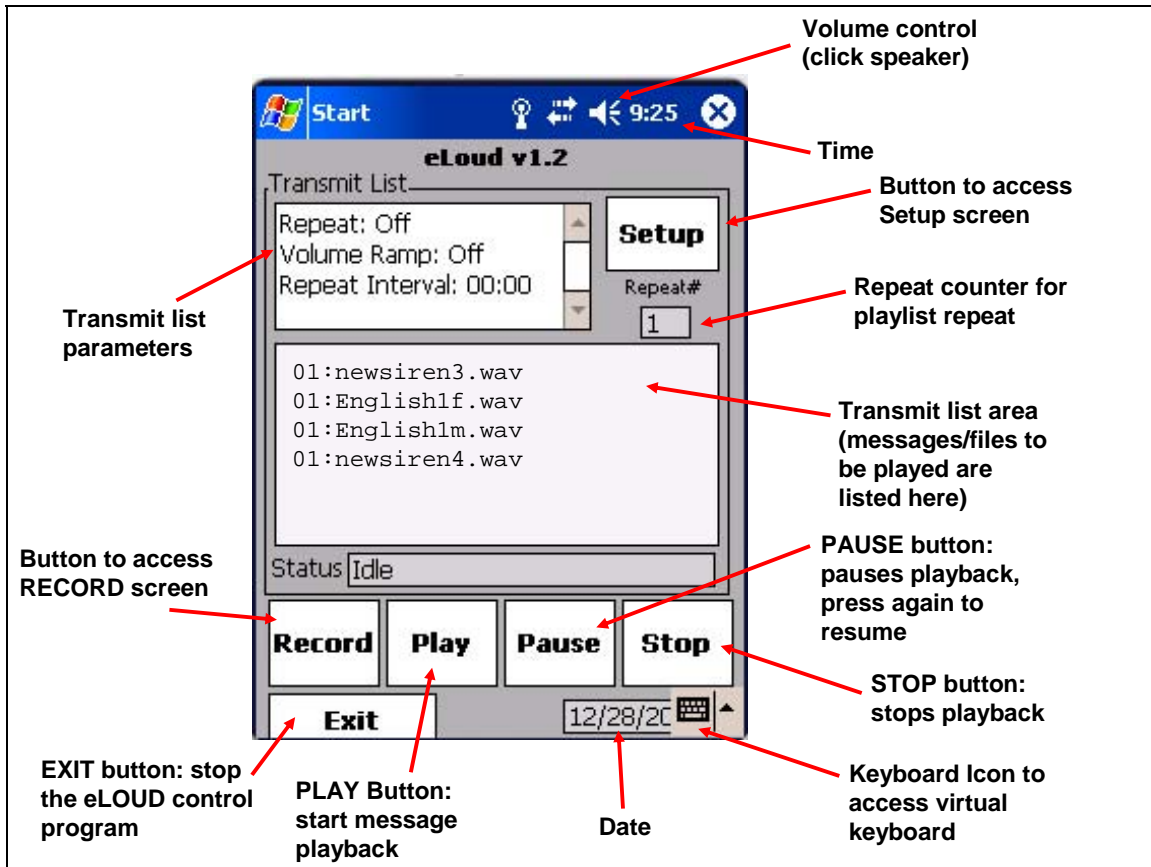 Volume control
(click speaker)
Start
9:25
Time
eLoud v1.2
Transmit List
Button to access
Setup screen
Repeat: Off
Volume Ramp: Off
Repeat Interval: 00:00
Setup
Repeat#
1
Repeat counter for
playlist repeat
Transmit list
parameters
01:newsiren3.wav
01:English1f.wav
01:English1m.wav
01:newsiren4.wav
Transmit list area
(messages/files to
be played are
listed here)
Button to access
RECORD screen
Status Idle
PAUSE button:
pauses playback,
press again to
resume
Record
Play
Pause
Stop
STOP button:
stops playback
Exit
12/28/20
EXIT button: stop
the eLOUD control
program
PLAY Button:
start message
playback
Date
Keyboard Icon to
access virtual
keyboard